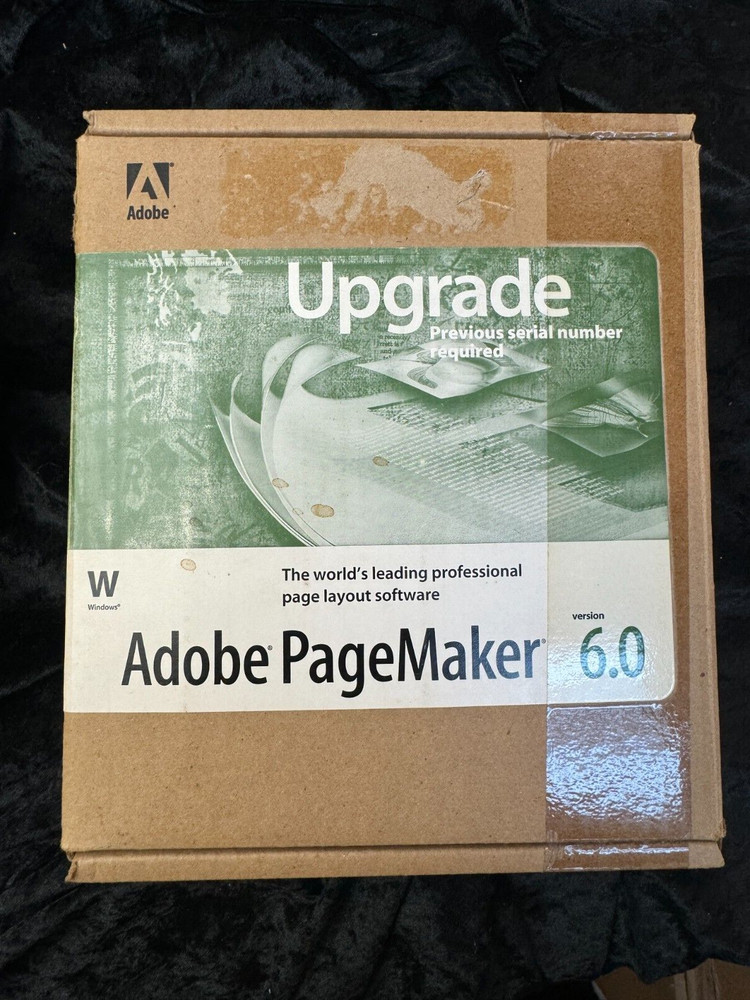 Adobe
Upgrade
Previous serial number
required
W
Windows®
The world's leading professional
page layout software
version
Adobe® PageMaker® 6.0